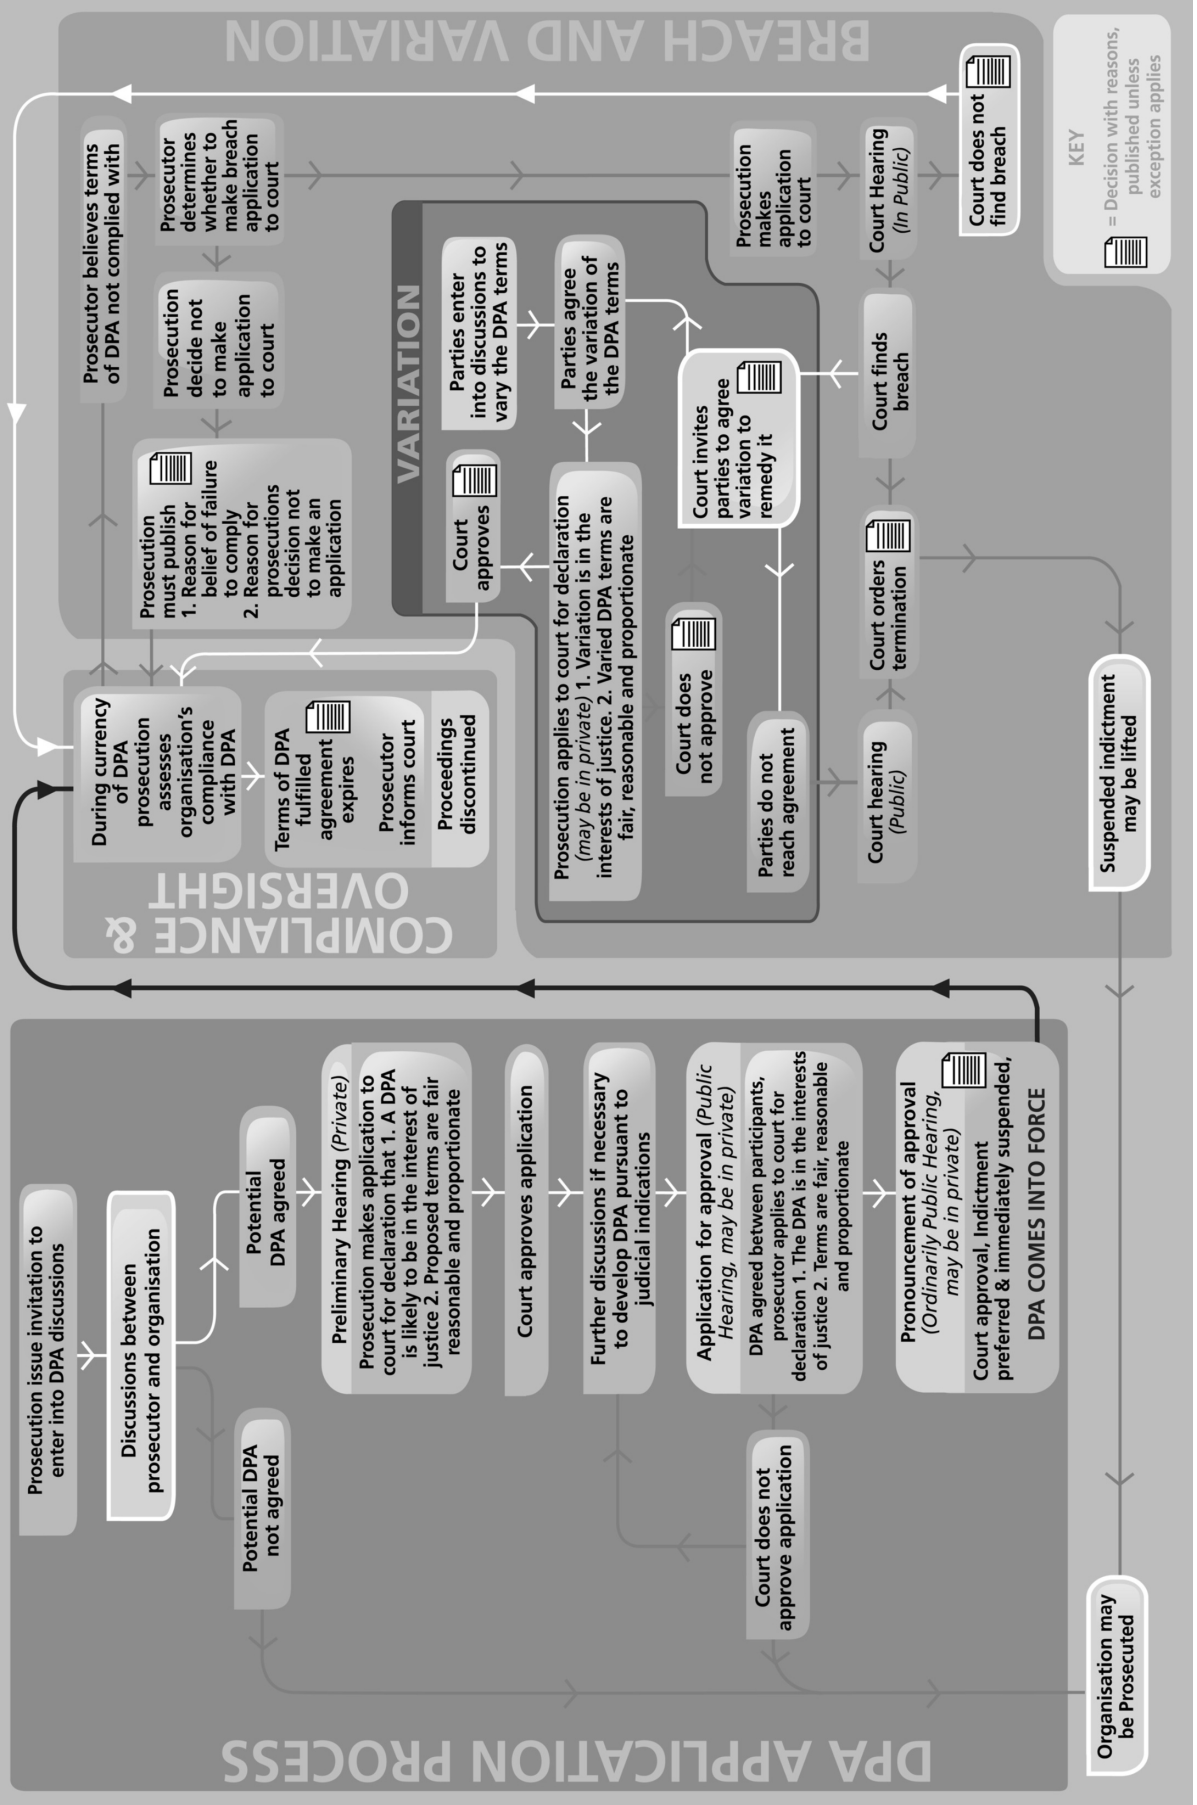 DPA APPLICATION PROCESS
Prosecution issue invitation to
enter into DPA discussions
Discussions between
prosecutor and organisation
Potential DPA
not agreed
Potential
DPA agreed
Preliminary Hearing (Private)
Prosecution makes application to
court for declaration that 1. A DPA
is likely to be in the interest of
justice 2. Proposed terms are fair
reasonable and proportionate
Court approves application
Further discussions if necessary
to develop DPA pursuant to
judicial indications
Application for approval (Public
Hearing, may be in private)
DPA agreed between participants,
prosecutor applies to court for
declaration 1. The DPA is in the interests
of justice 2. Terms are fair, reasonable
and proportionate
Court does not
approve application
Pronouncement of approval
(Ordinarily Public Hearing,
may be in private)
Court approval, Indictment
preferred & immediately suspended,
DPA COMES INTO FORCE
Organisation may
be Prosecuted
COMPLIANCE &
OVERSIGHT
During currency
of DPA
prosecution
assesses
organisation's
compliance
with DPA
Terms of DPA
fulfilled
agreement
expires
Prosecutor
informs court
Proceedings
discontinued
BREACH AND VARIATION
Prosecutor believes terms
of DPA not complied with
Prosecutor
determines
whether to
make breach
application
to court
Prosecution
decide not
to make
application
to court
Prosecution
must publish
1. Reason for
belief of failure
to comply
2. Reason for
prosecutions
decision not
to make an
application
VARIATION
Parties enter
into discussions to
vary the DPA terms
Parties agree
the variation of
the DPA terms
Court
approves
Prosecution applies to court for declaration
(may be in private) 1. Variation is in the
interests of justice. 2. Varied DPA terms are
fair, reasonable and proportionate
Court does
not approve
Court invites
parties to agree
variation to
remedy it
Parties do not
reach agreement
Prosecution
makes
application
to court
Court Hearing
(In Public)
Court does not
find breach
Court finds
breach
Court orders
termination
Court hearing
(Public)
Suspended indictment
may be lifted
KEY
= Decision with reasons,
published unless
exception applies